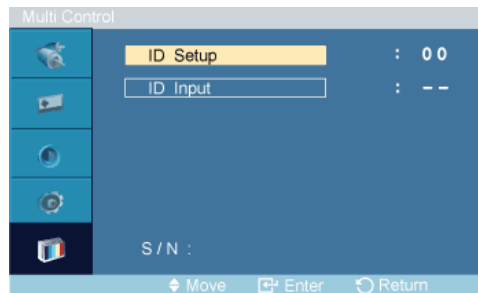 Multi Control
ID Setup : 00
ID Input : --
S/N :
Move Enter Return